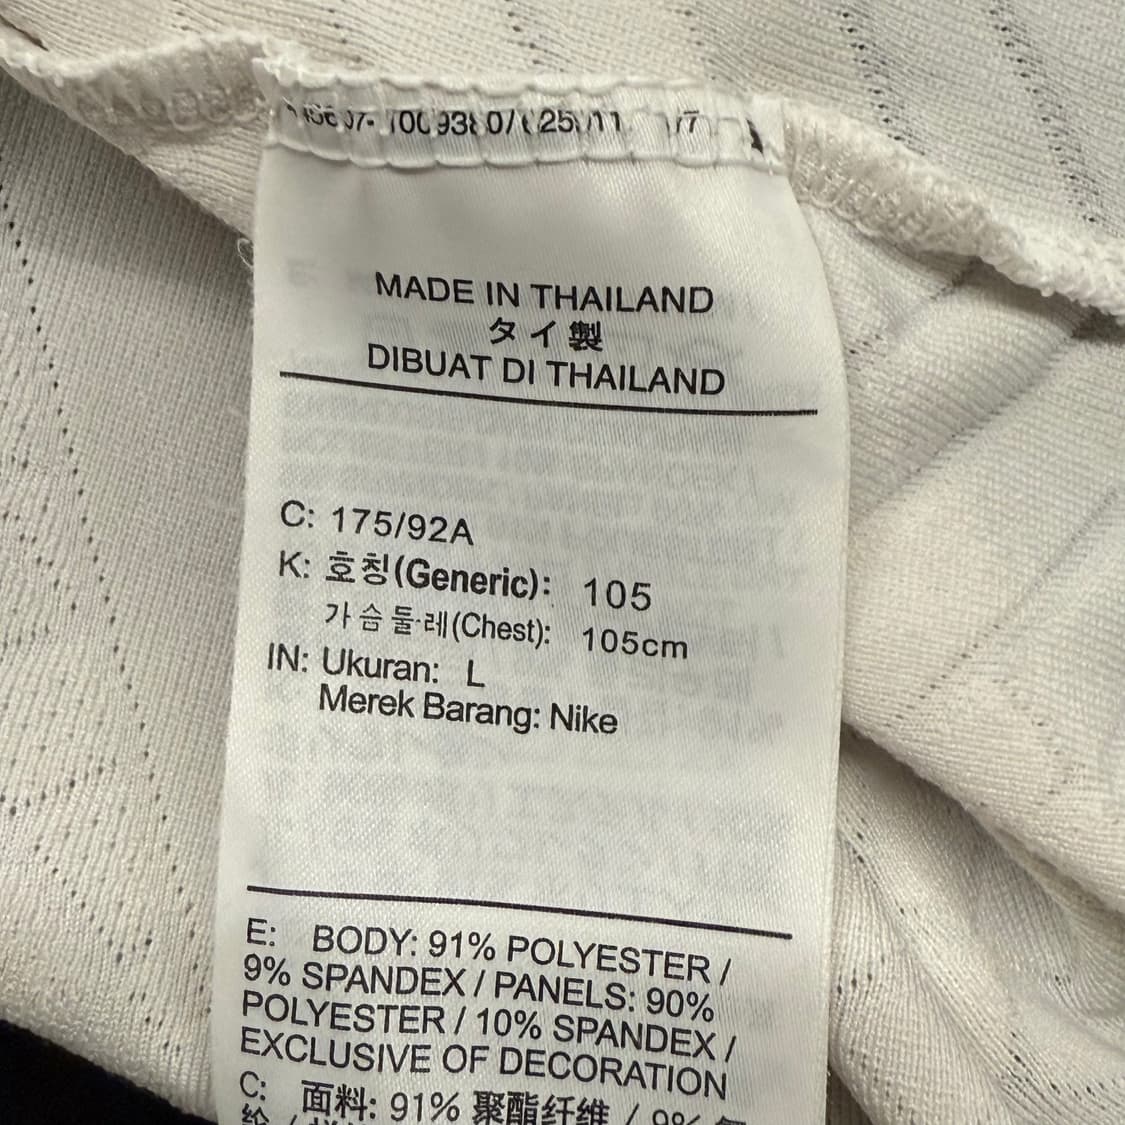 MADE IN THAILAND
タイ製
DIBUAT DI THAILAND
C: 175/92A
K: 호칭(Generic): 105
가슴둘레(Chest): 105cm
IN: Ukuran: L
Merek Barang: Nike
E: BODY: 91% POLYESTER /
9% SPANDEX / PANELS: 90%
POLYESTER / 10% SPANDEX /
EXCLUSIVE OF DECORATION
C: 面料: 91% 聚酯纤维 / 9%